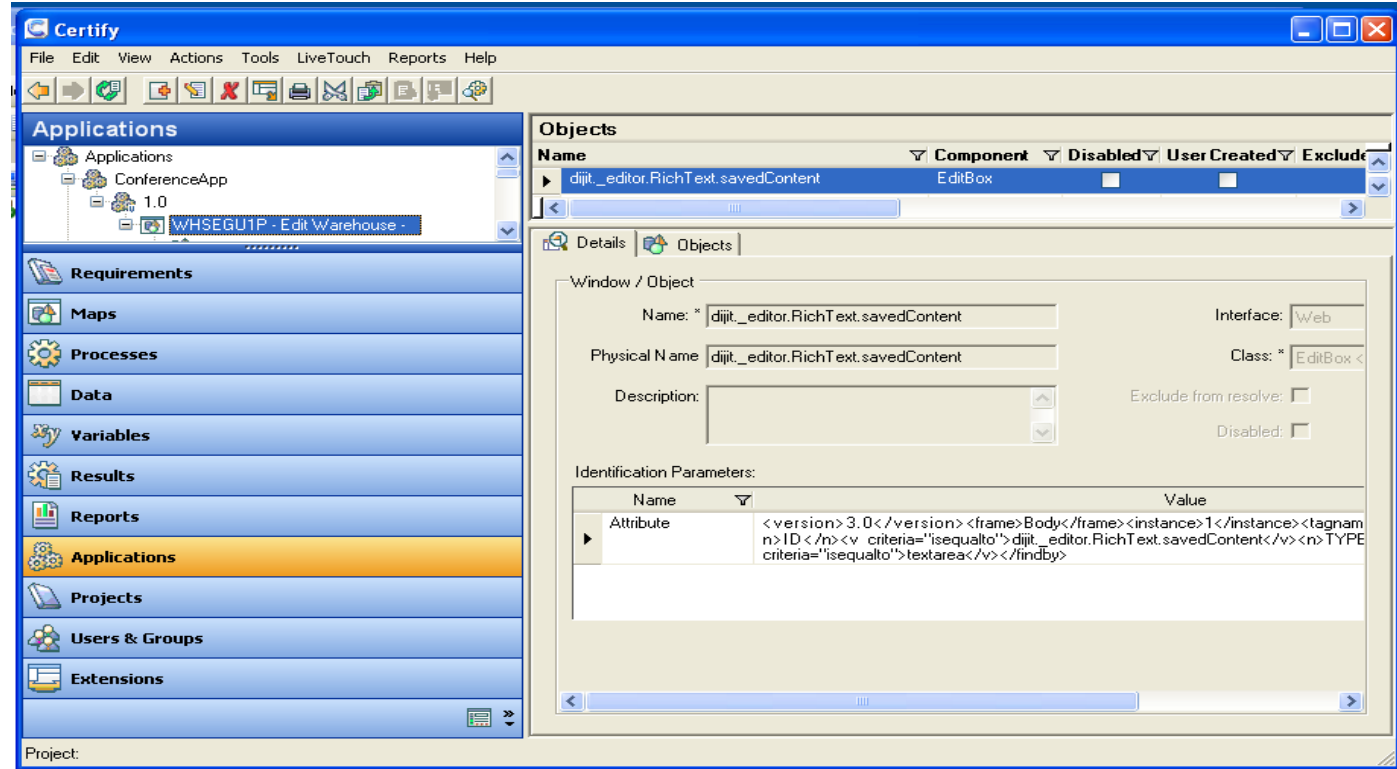 Certify
File Edit View Actions Tools LiveTouch Reports Help
Applications
Applications
ConferenceApp
1.0
WHSEGU1P - Edit Warehouse -
Requirements
Maps
Processes
Data
Variables
Results
Reports
Applications
Projects
Users & Groups
Extensions
Project:
Objects
Name Component Disabled User Created Exclude
dijit._editor.RichText.savedContent EditBox
Details Objects
Window / Object
Name: * dijit._editor.RichText.savedContent Interface: Web
Physical Name dijit._editor.RichText.savedContent Class: * EditBox <
Description: Exclude from resolve:
Disabled:
Identification Parameters:
Name Value
Attribute <version>3.0</version><frame>Body</frame><instance>1</instance><tagnam
n>ID</n><v criteria="isequalto">dijit._editor.RichText.savedContent</v><n>TYPE
criteria="isequalto">textarea</v></findby>